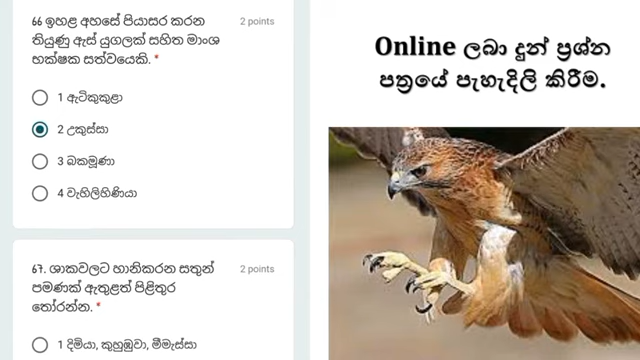 66 ඉහළ අහසේ පියාසර කරන
තියුණු ඇස් යුගලක් සහිත මාංශ
භක්ෂක සත්වයෙකි. *
2 points
1 ඇටිකුකුළා
2 උකුස්සා
3 බකමූණා
4 වැහිලිහිණියා
67. ශාකවලට හානිකරන සතුන්
පමණක් ඇතුළත් පිළිතුර
තෝරන්න. *
2 points
1 දිමියා, කුහුඹුවා, මීමැස්සා
Online ලබා දුන් ප්‍රශ්න
පත්‍රයේ පැහැදිලි කිරීම.